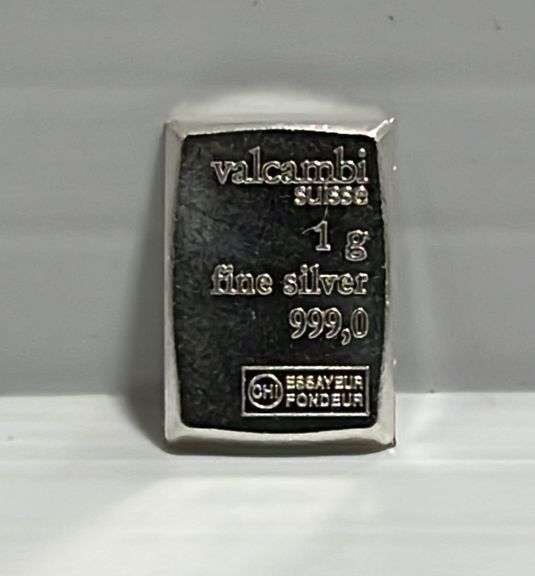 valcambi
suisse
1 g
fine silver
999,0
CHI ESSAYEUR
FONDEUR